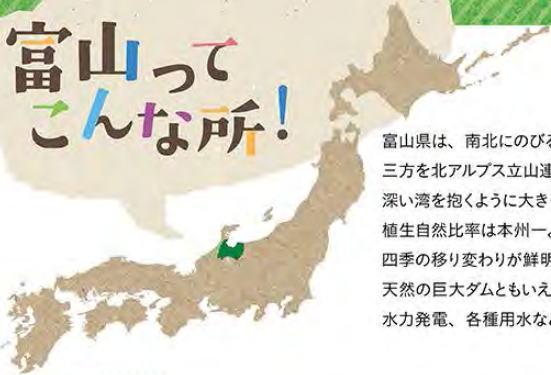 富山って
こんな所!
富山県は、南北にのびる
三方を北アルプス立山連
深い湾を抱くように大き
植生自然比率は本州一
四季の移り変わりが鮮明
天然の巨大ダムともいえ
水力発電、各種用水な